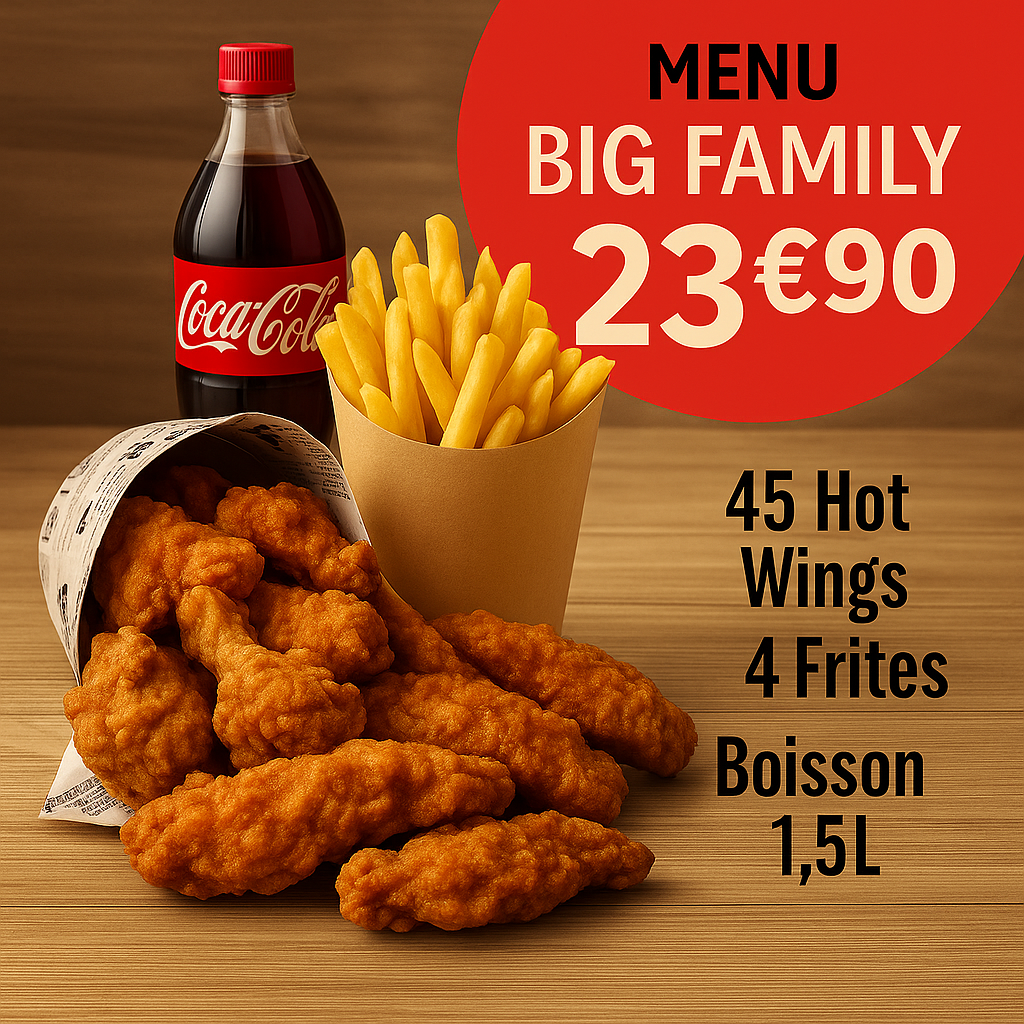 MENU
BIG FAMILY
23€90
Coca-Cola
45 Hot
Wings
4 Frites
Boisson
1,5L